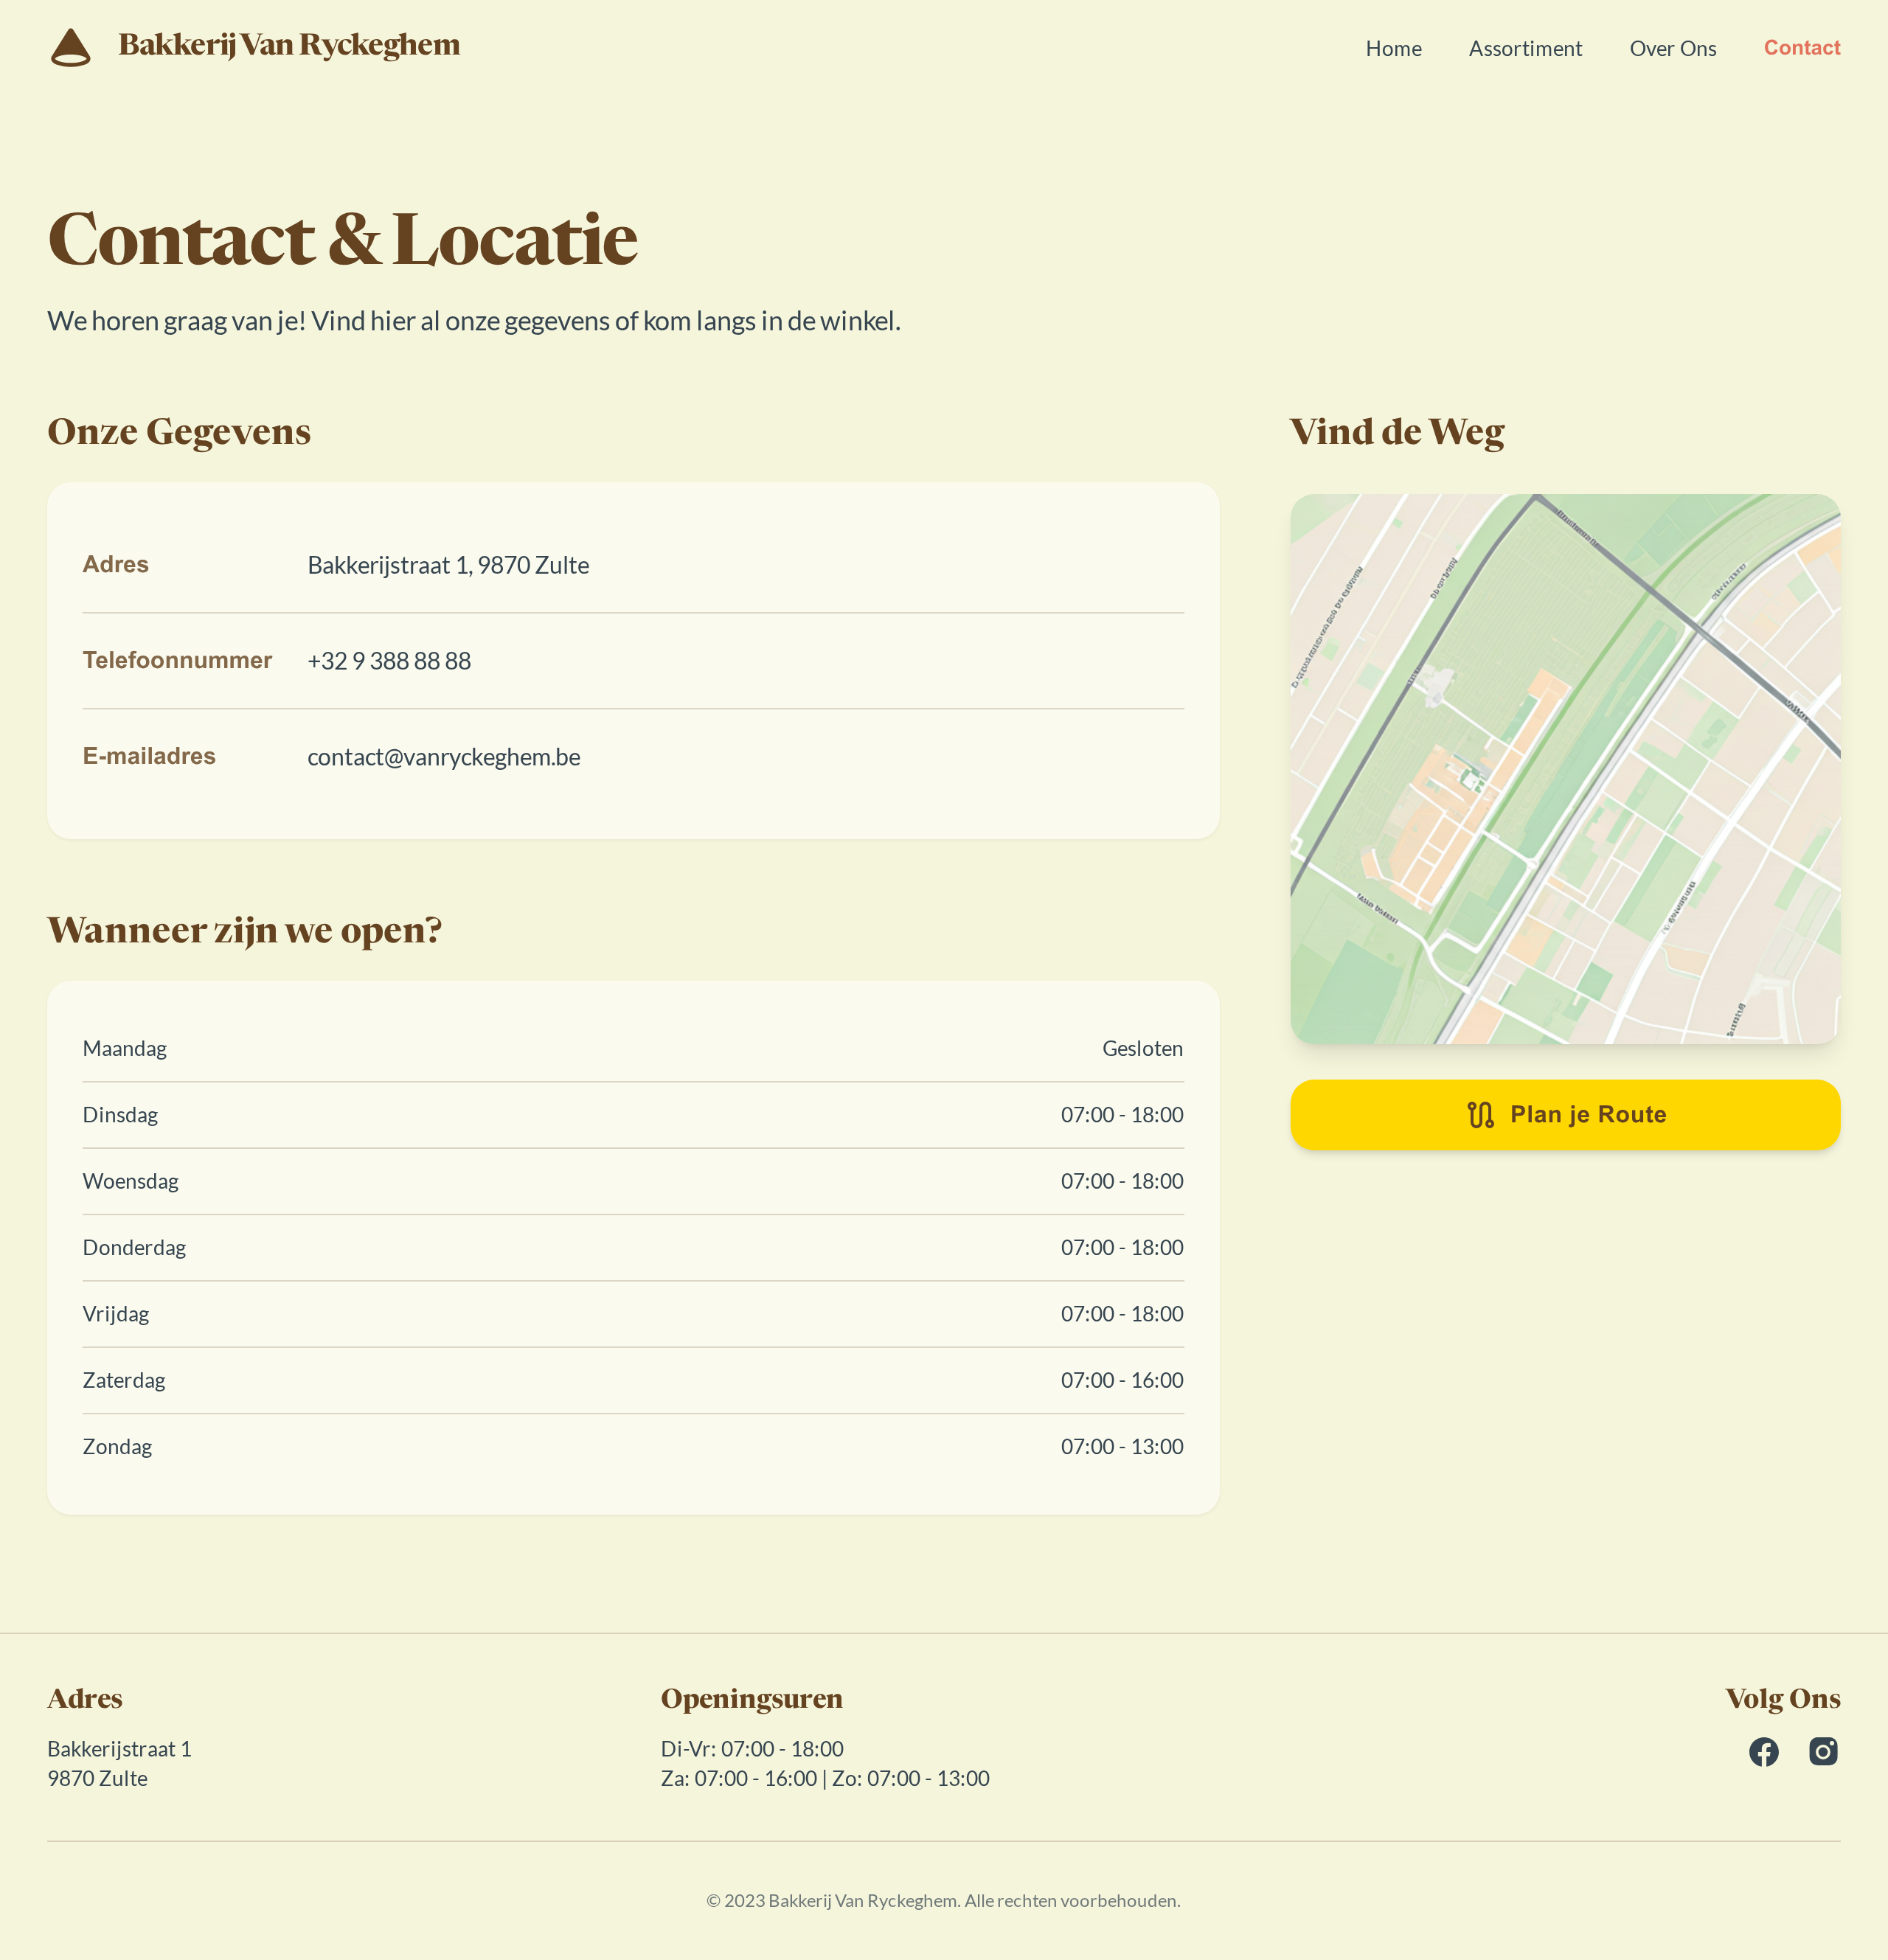 Bakkerij Van Ryckeghem
Home
Assortiment
Over Ons
Contact
Contact & Locatie
We horen graag van je! Vind hier al onze gegevens of kom langs in de winkel.
Onze Gegevens
Adres
Bakkerijstraat 1, 9870 Zulte
Telefoonnummer
+32 9 388 88 88
E-mailadres
contact@vanryckeghem.be
Wanneer zijn we open?
Maandag
Gesloten
Dinsdag
07:00 - 18:00
Woensdag
07:00 - 18:00
Donderdag
07:00 - 18:00
Vrijdag
07:00 - 18:00
Zaterdag
07:00 - 16:00
Zondag
07:00 - 13:00
Vind de Weg
Plan je Route
Adres
Bakkerijstraat 1
9870 Zulte
Openingsuren
Di-Vr: 07:00 - 18:00
Za: 07:00 - 16:00 | Zo: 07:00 - 13:00
Volg Ons
© 2023 Bakkerij Van Ryckeghem. Alle rechten voorbehouden.